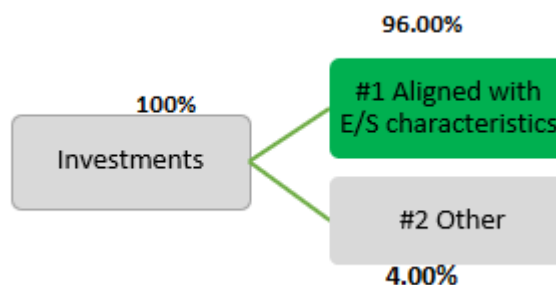 96.00%
#1 Aligned with
E/S characteristics
100%
Investments
#2 Other
4.00%